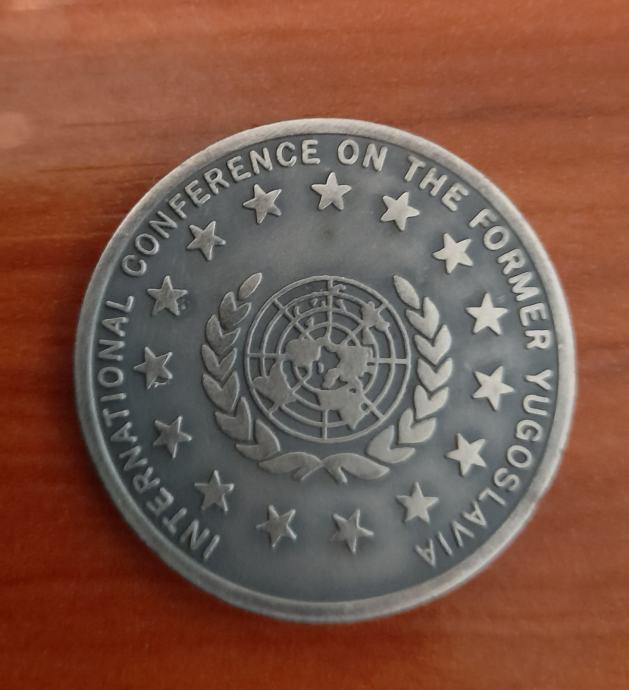 INTERNATIONAL CONFERENCE ON THE FORMER YUGOSLAVIA